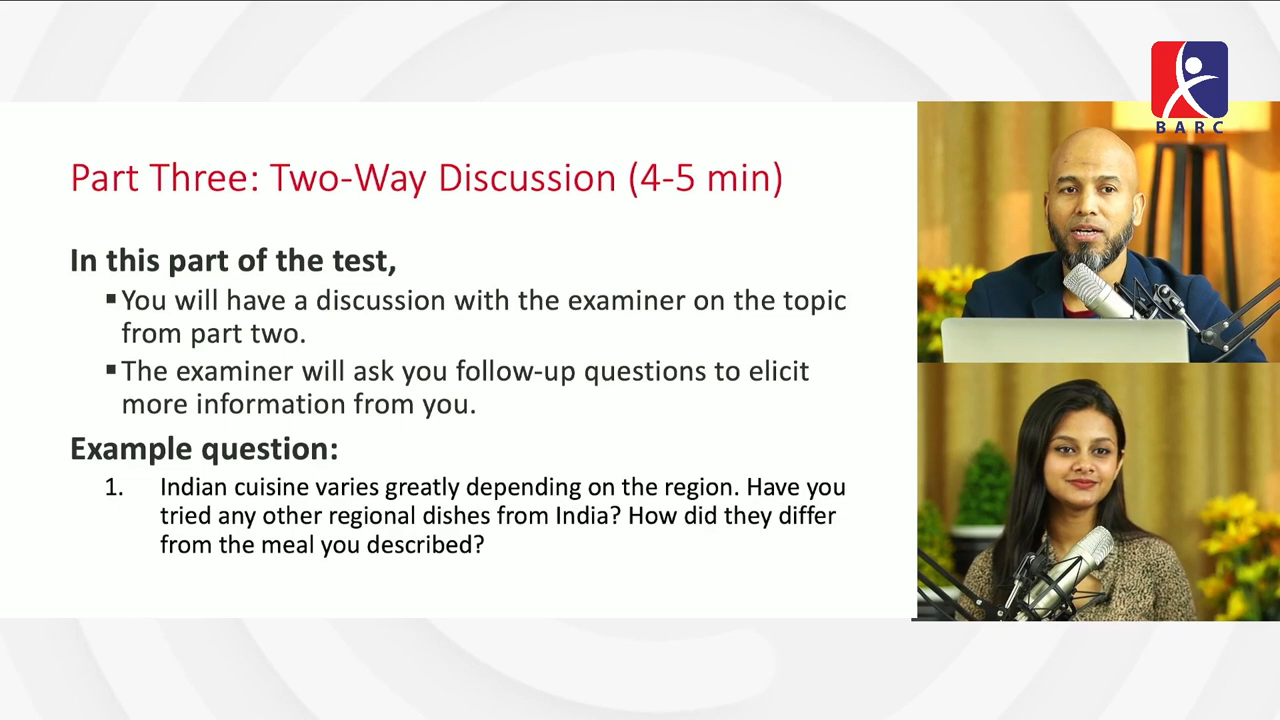 BARC
Part Three: Two-Way Discussion (4-5 min)
In this part of the test,
▪ You will have a discussion with the examiner on the topic
from part two.
▪ The examiner will ask you follow-up questions to elicit
more information from you.
Example question:
1. Indian cuisine varies greatly depending on the region. Have you
tried any other regional dishes from India? How did they differ
from the meal you described?